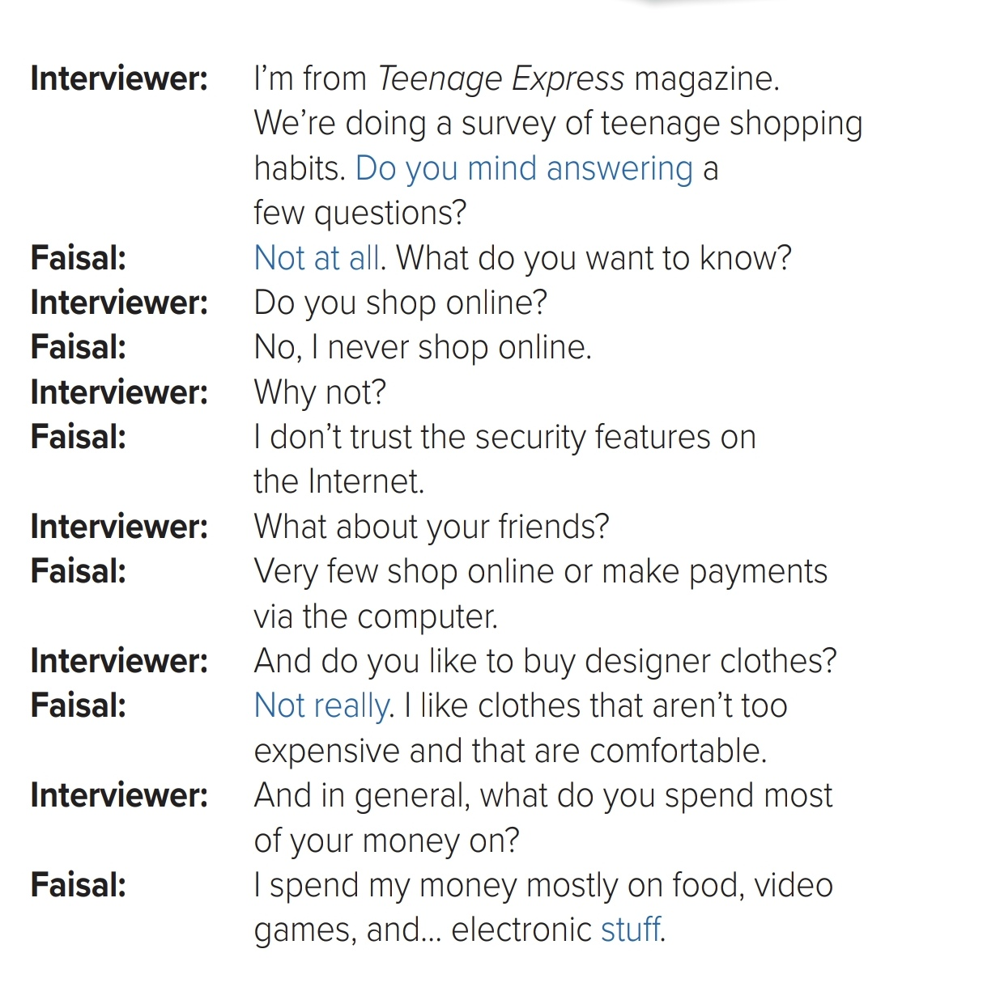 Interviewer: I’m from Teenage Express magazine.
We’re doing a survey of teenage shopping
habits. Do you mind answering a
few questions?
Faisal: Not at all. What do you want to know?
Interviewer: Do you shop online?
Faisal: No, I never shop online.
Interviewer: Why not?
Faisal: I don’t trust the security features on
the Internet.
Interviewer: What about your friends?
Faisal: Very few shop online or make payments
via the computer.
Interviewer: And do you like to buy designer clothes?
Faisal: Not really. I like clothes that aren’t too
expensive and that are comfortable.
Interviewer: And in general, what do you spend most
of your money on?
Faisal: I spend my money mostly on food, video
games, and... electronic stuff.